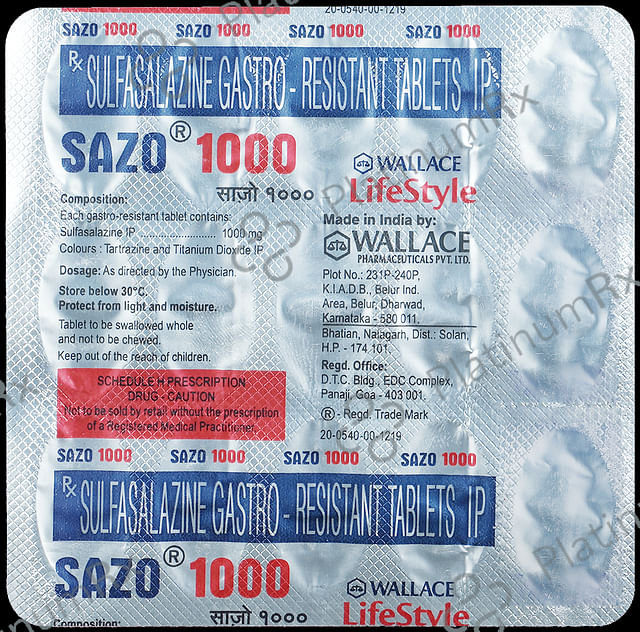 20-0540-00-1219
SAZO 1000 SAZO 1000 SAZO 1000 SAZO 1000
Rx SULFASALAZINE GASTRO - RESISTANT TABLETS IP
SAZO® 1000
साज़ो १०००
WALLACE
LifeStyle
Composition:
Each gastro-resistant tablet contains:
Sulfasalazine IP ........................ 1000 mg
Colours : Tartrazine and Titanium Dioxide IP
Dosage: As directed by the Physician.
Store below 30°C.
Protect from light and moisture.
Tablet to be swallowed whole
and not to be chewed.
Keep out of the reach of children.
SCHEDULE H PRESCRIPTION
DRUG - CAUTION
Not to be sold by retail without the prescription
of a Registered Medical Practitioner.
Made in India by:
WALLACE
PHARMACEUTICALS PVT. LTD.
Plot No.: 231P-240P,
K.I.A.D.B., Belur Ind.
Area, Belur, Dharwad,
Karnataka - 580 011.
Bhatian, Nalagarh, Dist.: Solan,
H.P. - 174 101.
Regd. Office:
D.T.C. Bldg., EDC Complex,
Panaji, Goa - 403 001.
® - Regd. Trade Mark
20-0540-00-1219
SAZO 1000 SAZO 1000 SAZO 1000 SAZO 1000
Rx SULFASALAZINE GASTRO - RESISTANT TABLETS IP
SAZO® 1000
साज़ो १०००
WALLACE
LifeStyle
Composition:
PlatinumRx
PlatinumRx
PlatinumRx